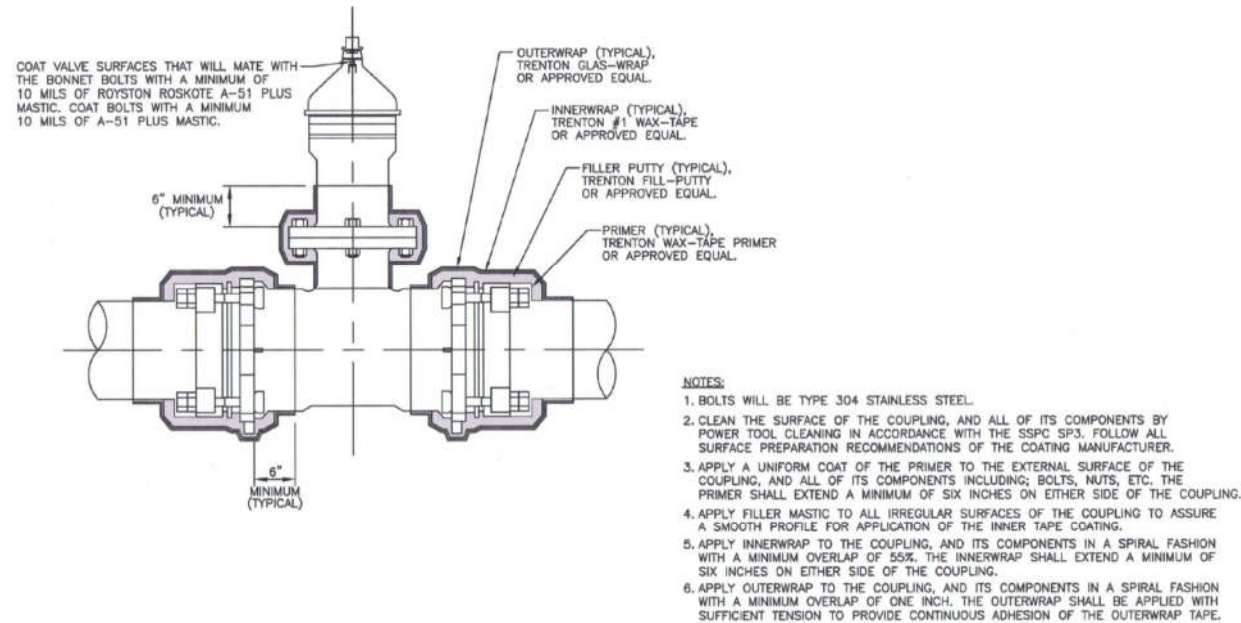 COAT VALVE SURFACES THAT WILL MATE WITH
THE BONNET BOLTS WITH A MINIMUM OF
10 MILS OF ROYSTON ROSKOTE A-51 PLUS
MASTIC. COAT BOLTS WITH A MINIMUM
10 MILS OF A-51 PLUS MASTIC.
OUTERWRAP (TYPICAL),
TRENTON GLAS-WRAP
OR APPROVED EQUAL.
INNERWRAP (TYPICAL),
TRENTON #1 WAX-TAPE
OR APPROVED EQUAL.
FILLER PUTTY (TYPICAL),
TRENTON FILL-PUTTY
OR APPROVED EQUAL.
PRIMER (TYPICAL),
TRENTON WAX-TAPE PRIMER
OR APPROVED EQUAL.
6" MINIMUM
(TYPICAL)
6"
MINIMUM
(TYPICAL)
NOTES:
1. BOLTS WILL BE TYPE 304 STAINLESS STEEL.
2. CLEAN THE SURFACE OF THE COUPLING, AND ALL OF ITS COMPONENTS BY
POWER TOOL CLEANING IN ACCORDANCE WITH THE SSPC SP3. FOLLOW ALL
SURFACE PREPARATION RECOMMENDATIONS OF THE COATING MANUFACTURER.
3. APPLY A UNIFORM COAT OF THE PRIMER TO THE EXTERNAL SURFACE OF THE
COUPLING, AND ALL OF ITS COMPONENTS INCLUDING; BOLTS, NUTS, ETC. THE
PRIMER SHALL EXTEND A MINIMUM OF SIX INCHES ON EITHER SIDE OF THE COUPLING.
4. APPLY FILLER MASTIC TO ALL IRREGULAR SURFACES OF THE COUPLING TO ASSURE
A SMOOTH PROFILE FOR APPLICATION OF THE INNER TAPE COATING.
5. APPLY INNERWRAP TO THE COUPLING, AND ITS COMPONENTS IN A SPIRAL FASHION
WITH A MINIMUM OVERLAP OF 55%. THE INNERWRAP SHALL EXTEND A MINIMUM OF
SIX INCHES ON EITHER SIDE OF THE COUPLING.
6. APPLY OUTERWRAP TO THE COUPLING, AND ITS COMPONENTS IN A SPIRAL FASHION
WITH A MINIMUM OVERLAP OF ONE INCH. THE OUTERWRAP SHALL BE APPLIED WITH
SUFFICIENT TENSION TO PROVIDE CONTINUOUS ADHESION OF THE OUTERWRAP TAPE.